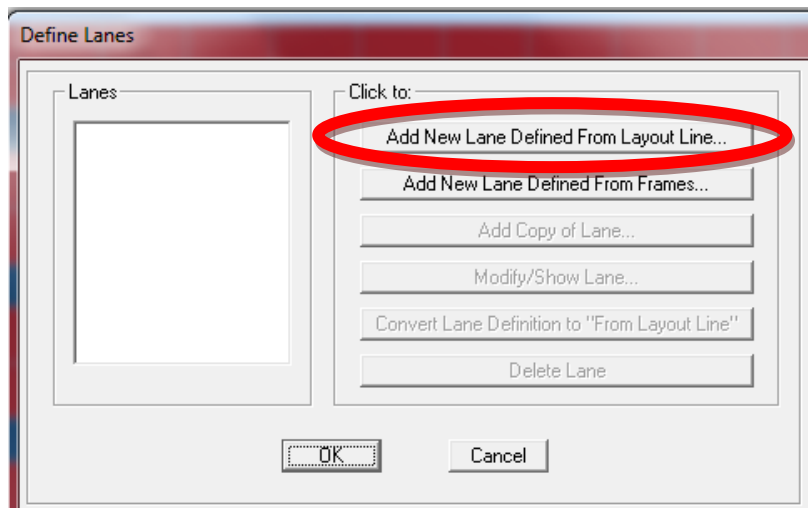 Define Lanes
Lanes
Click to:
Add New Lane Defined From Layout Line...
Add New Lane Defined From Frames...
Add Copy of Lane...
Modify/Show Lane...
Convert Lane Definition to "From Layout Line"
Delete Lane
OK
Cancel